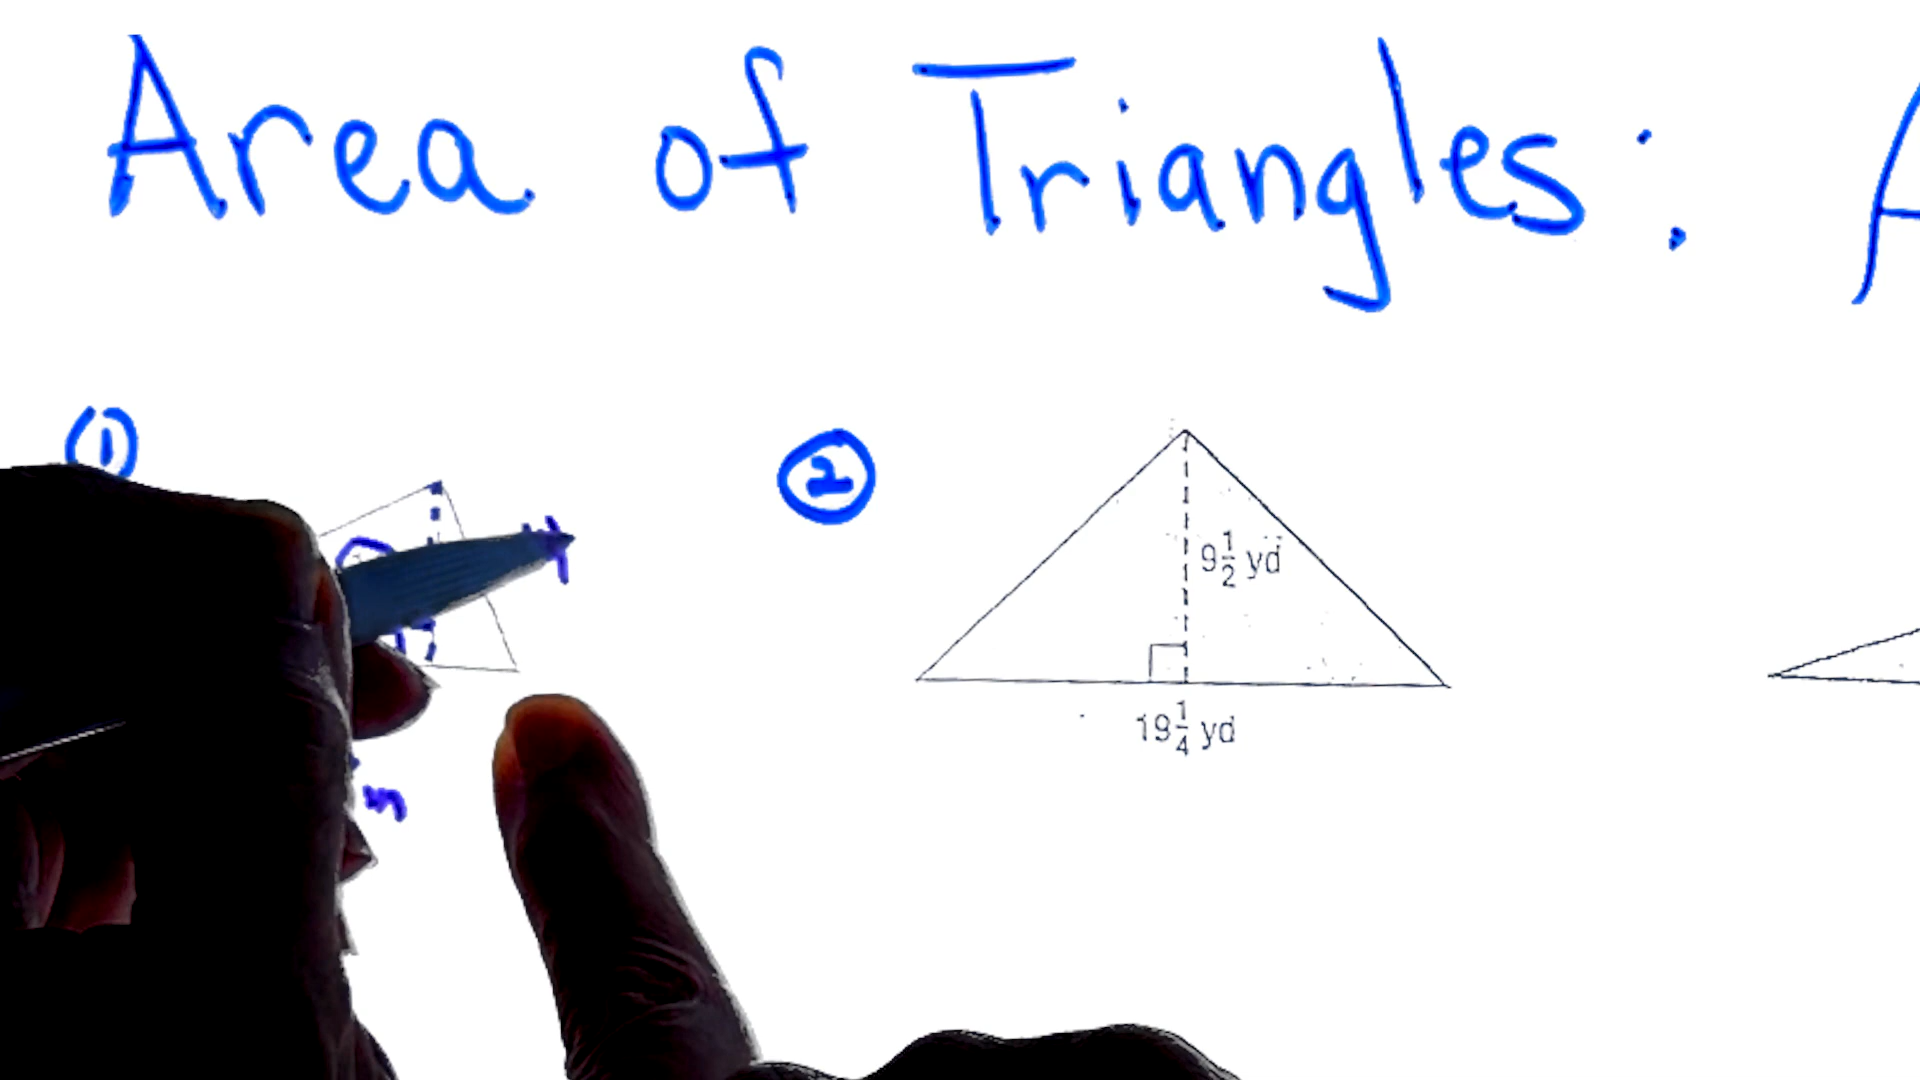 Area of Triangles: A
①
②
9 1/2 yd
19 1/4 yd